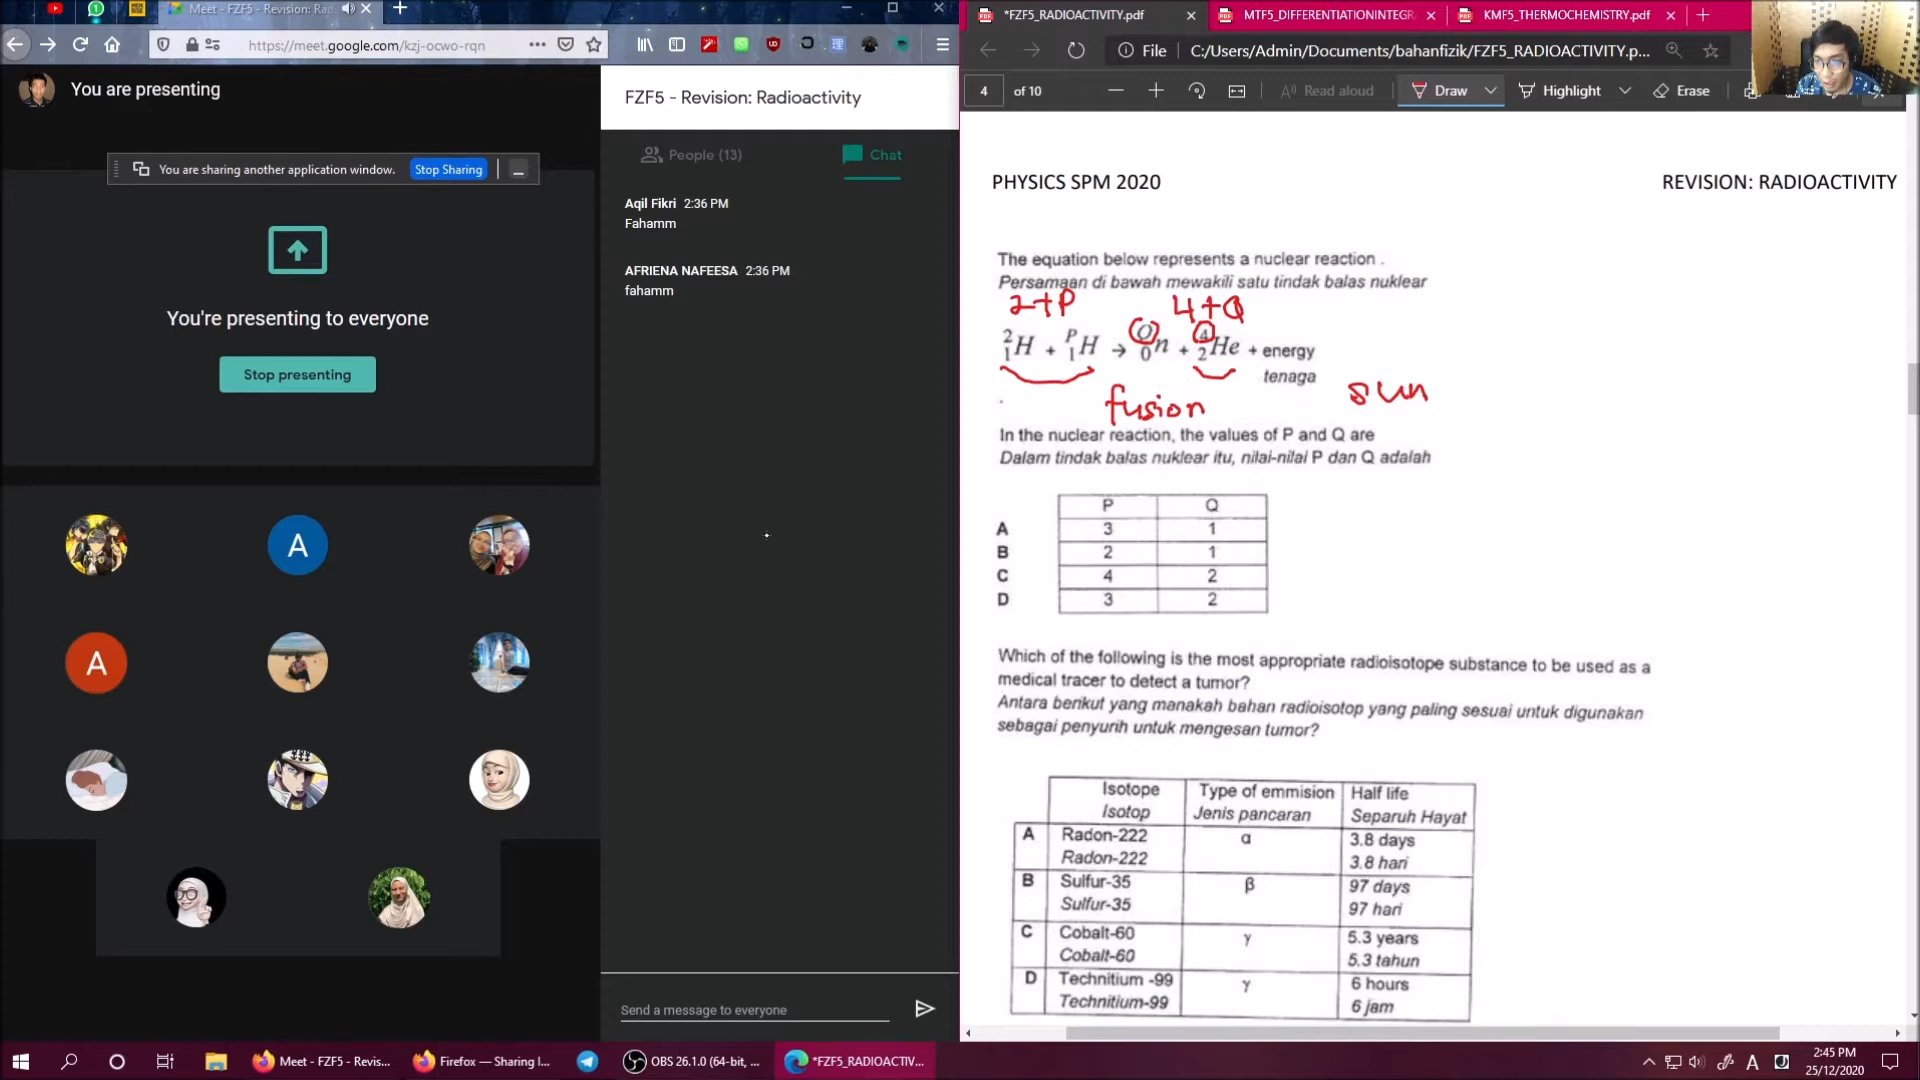 Meet - FZF5 - Revision: Rad
https://meet.google.com/kzj-ocwo-rqn
You are presenting
You are sharing another application window.
Stop Sharing
You're presenting to everyone
Stop presenting
A
A
FZF5 - Revision: Radioactivity
People (13)
Chat
Aqil Fikri 2:36 PM
Fahamm
AFRIENA NAFEESA 2:36 PM
fahamm
Send a message to everyone
*FZF5_RADIOACTIVITY.pdf
MTF5_DIFFERENTIATIONINTEGR
KMF5_THERMOCHEMISTRY.pdf
File
C:/Users/Admin/Documents/bahanfizik/FZF5_RADIOACTIVITY.p...
4 of 10
Read aloud
Draw
Highlight
Erase
PHYSICS SPM 2020
REVISION: RADIOACTIVITY
The equation below represents a nuclear reaction .
Persamaan di bawah mewakili satu tindak balas nuklear
2+P 4+Q
²₁H + ᴾ₁H → Q₀n + ⁴₂He + energy
tenaga
fusion
sun
In the nuclear reaction, the values of P and Q are
Dalam tindak balas nuklear itu, nilai-nilai P dan Q adalah
P Q
A 3 1
B 2 1
C 4 2
D 3 2
Which of the following is the most appropriate radioisotope substance to be used as a
medical tracer to detect a tumor?
Antara berikut yang manakah bahan radioisotop yang paling sesuai untuk digunakan
sebagai penyurih untuk mengesan tumor?
Isotope Type of emmision Half life
Isotop Jenis pancaran Separuh Hayat
A Radon-222 α 3.8 days
Radon-222 3.8 hari
B Sulfur-35 β 97 days
Sulfur-35 97 hari
C Cobalt-60 γ 5.3 years
Cobalt-60 5.3 tahun
D Technitium -99 γ 6 hours
Technitium-99 6 jam
Meet - FZF5 - Revis...
Firefox — Sharing I...
OBS 26.1.0 (64-bit, ...
*FZF5_RADIOACTIV...
A
2:45 PM
25/12/2020